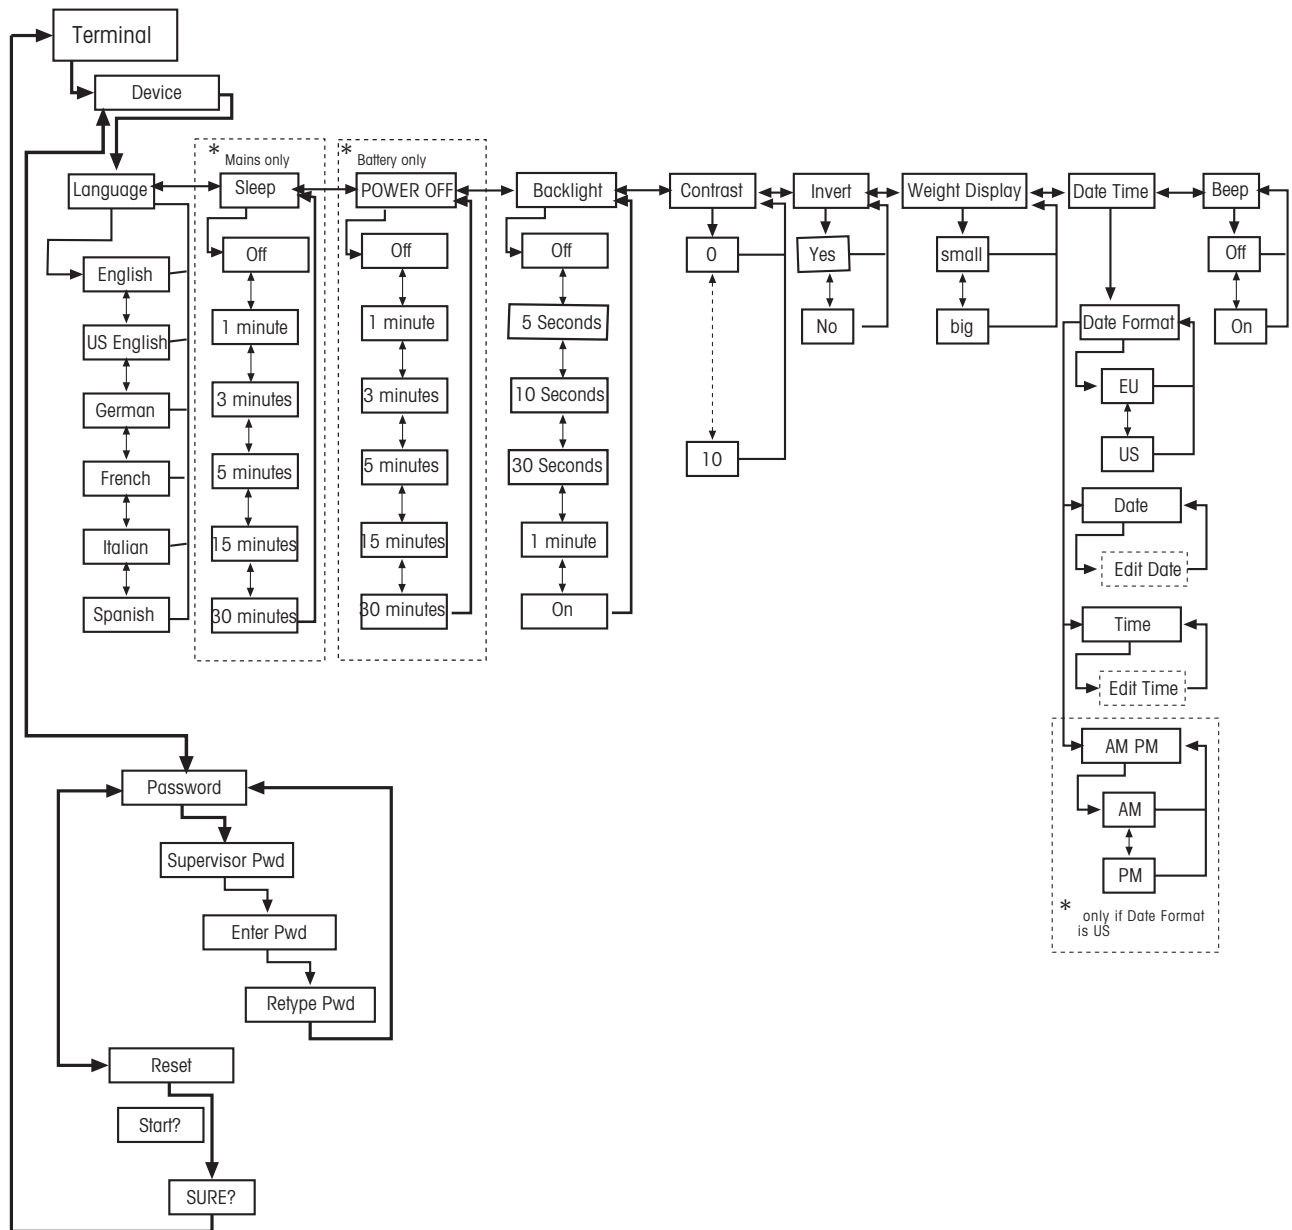 Terminal
Device
* Mains only
* Battery only
Language
Sleep
POWER OFF
Backlight
Contrast
Invert
Weight Display
Date Time
Beep
English
US English
German
French
Italian
Spanish
Off
1 minute
3 minutes
5 minutes
15 minutes
30 minutes
Off
1 minute
3 minutes
5 minutes
15 minutes
30 minutes
Off
5 Seconds
10 Seconds
30 Seconds
1 minute
On
0
10
Yes
No
small
big
Date Format
EU
US
Date
Edit Date
Time
Edit Time
AM PM
AM
PM
* only if Date Format
is US
Off
On
Password
Supervisor Pwd
Enter Pwd
Retype Pwd
Reset
Start?
SURE?